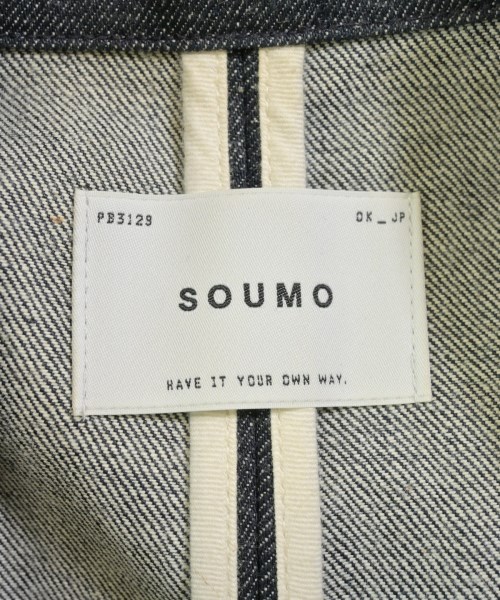 PB3129 OK_JP
SOUMO
HAVE IT YOUR OWN WAY.